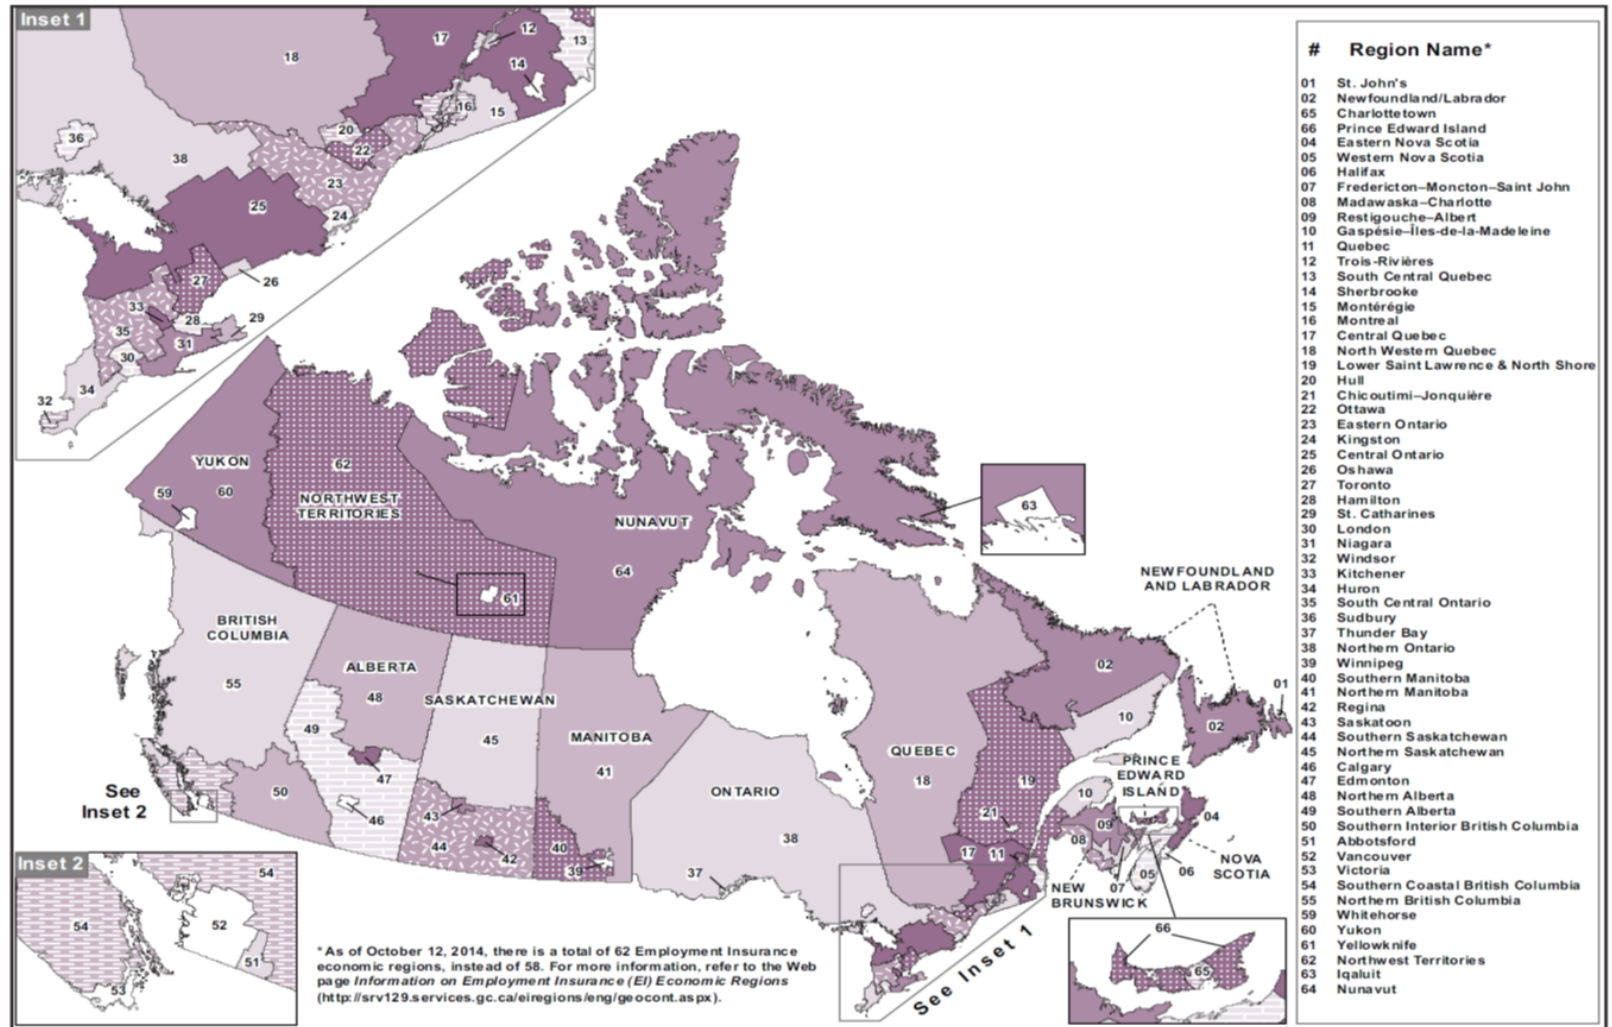 Inset 1
12
17
13
18
14
16
15
20
36
22
38
23
25
24
27
26
33
28
29
35
31
30
34
32
YUKON
62
59
60
NORTHWEST
TERRITORIES
63
NUNAVUT
64
61
NEWFOUNDLAND
AND LABRADOR
BRITISH
COLUMBIA
ALBERTA
02
55
48
SASKATCHEWAN
01
10
49
45
MANITOBA
02
QUEBEC
PRINCE
EDWARD
ISLAND
41
47
18
19
See
Inset 2
50
ONTARIO
10
46
43
21
04
38
09
44
42
40
08
17
11
39
37
05
06
NOVA
SCOTIA
07
NEW
BRUNSWICK
Inset 2
54
52
54
51
53
See Inset 1
66
65
*As of October 12, 2014, there is a total of 62 Employment Insurance
economic regions, instead of 58. For more information, refer to the Web
page Information on Employment Insurance (EI) Economic Regions
(http://srv129.services.gc.ca/eiregions/eng/geocont.aspx).
# Region Name*
01 St. John's
02 Newfoundland/Labrador
65 Charlottetown
66 Prince Edward Island
04 Eastern Nova Scotia
05 Western Nova Scotia
06 Halifax
07 Fredericton–Moncton–Saint John
08 Madawaska–Charlotte
09 Restigouche–Albert
10 Gaspésie–Îles-de-la-Madeleine
11 Quebec
12 Trois-Rivières
13 South Central Quebec
14 Sherbrooke
15 Montérégie
16 Montreal
17 Central Quebec
18 North Western Quebec
19 Lower Saint Lawrence & North Shore
20 Hull
21 Chicoutimi–Jonquière
22 Ottawa
23 Eastern Ontario
24 Kingston
25 Central Ontario
26 Oshawa
27 Toronto
28 Hamilton
29 St. Catharines
30 London
31 Niagara
32 Windsor
33 Kitchener
34 Huron
35 South Central Ontario
36 Sudbury
37 Thunder Bay
38 Northern Ontario
39 Winnipeg
40 Southern Manitoba
41 Northern Manitoba
42 Regina
43 Saskatoon
44 Southern Saskatchewan
45 Northern Saskatchewan
46 Calgary
47 Edmonton
48 Northern Alberta
49 Southern Alberta
50 Southern Interior British Columbia
51 Abbotsford
52 Vancouver
53 Victoria
54 Southern Coastal British Columbia
55 Northern British Columbia
59 Whitehorse
60 Yukon
61 Yellowknife
62 Northwest Territories
63 Iqaluit
64 Nunavut